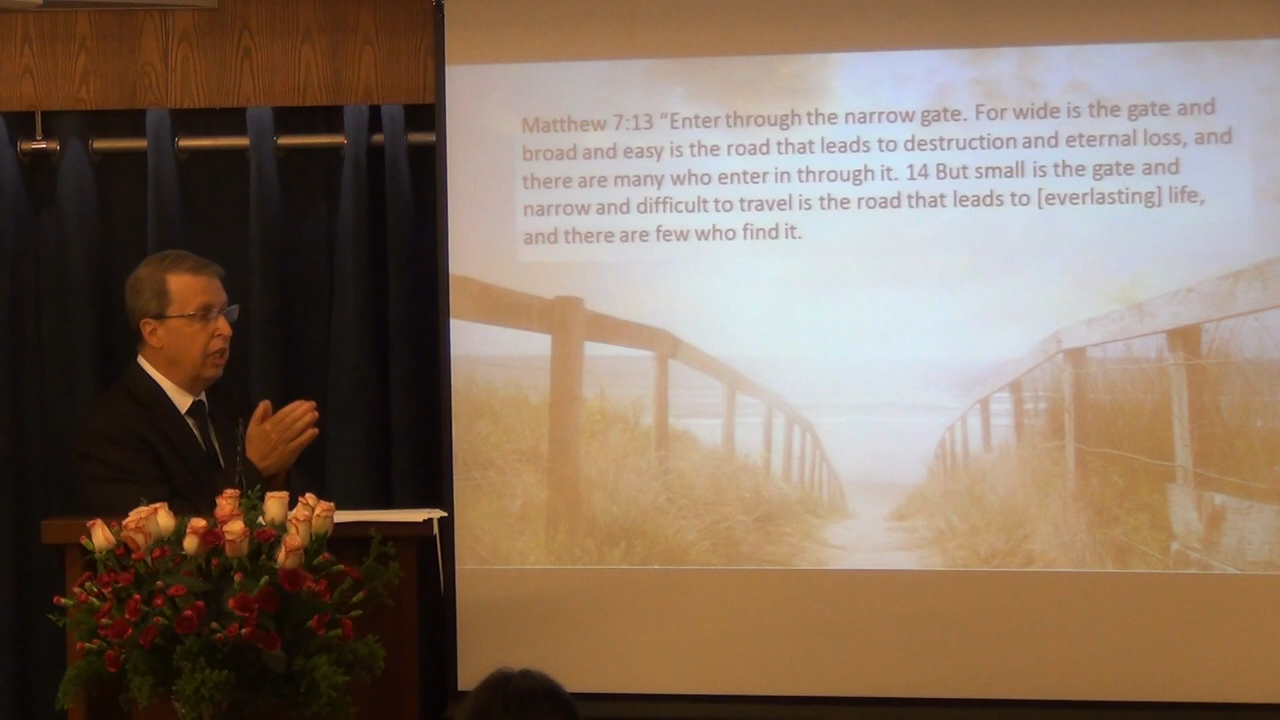 Matthew 7:13 “Enter through the narrow gate. For wide is the gate and
broad and easy is the road that leads to destruction and eternal loss, and
there are many who enter in through it. 14 But small is the gate and
narrow and difficult to travel is the road that leads to [everlasting] life,
and there are few who find it.